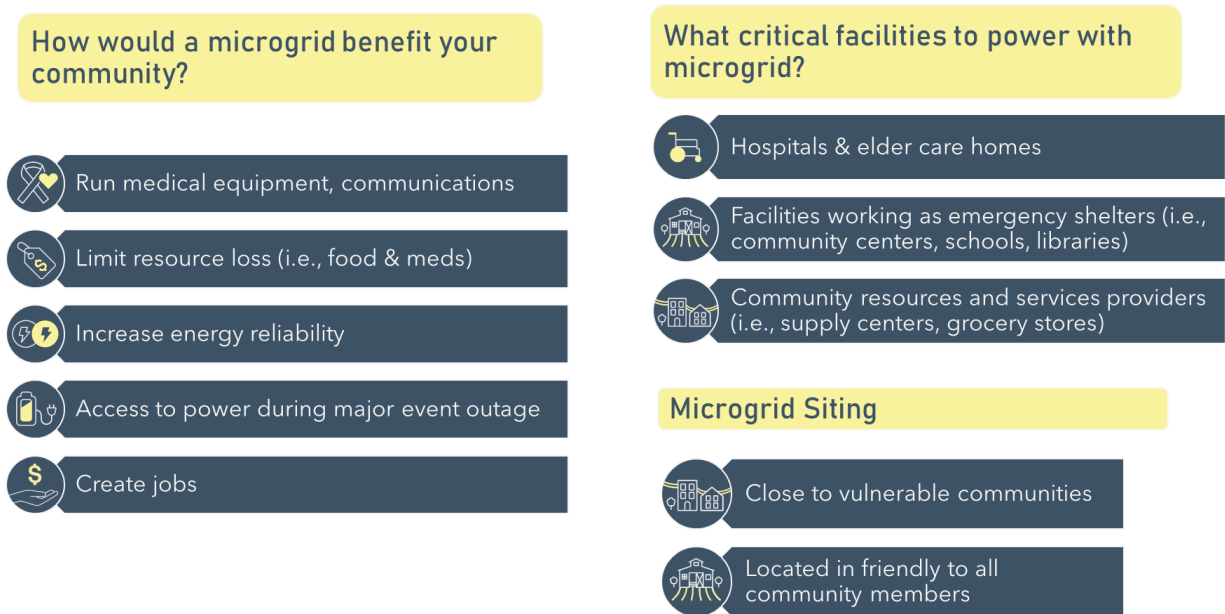 How would a microgrid benefit your
community?
Run medical equipment, communications
Limit resource loss (i.e., food & meds)
Increase energy reliability
Access to power during major event outage
Create jobs
What critical facilities to power with
microgrid?
Hospitals & elder care homes
Facilities working as emergency shelters (i.e.,
community centers, schools, libraries)
Community resources and services providers
(i.e., supply centers, grocery stores)
Microgrid Siting
Close to vulnerable communities
Located in friendly to all
community members